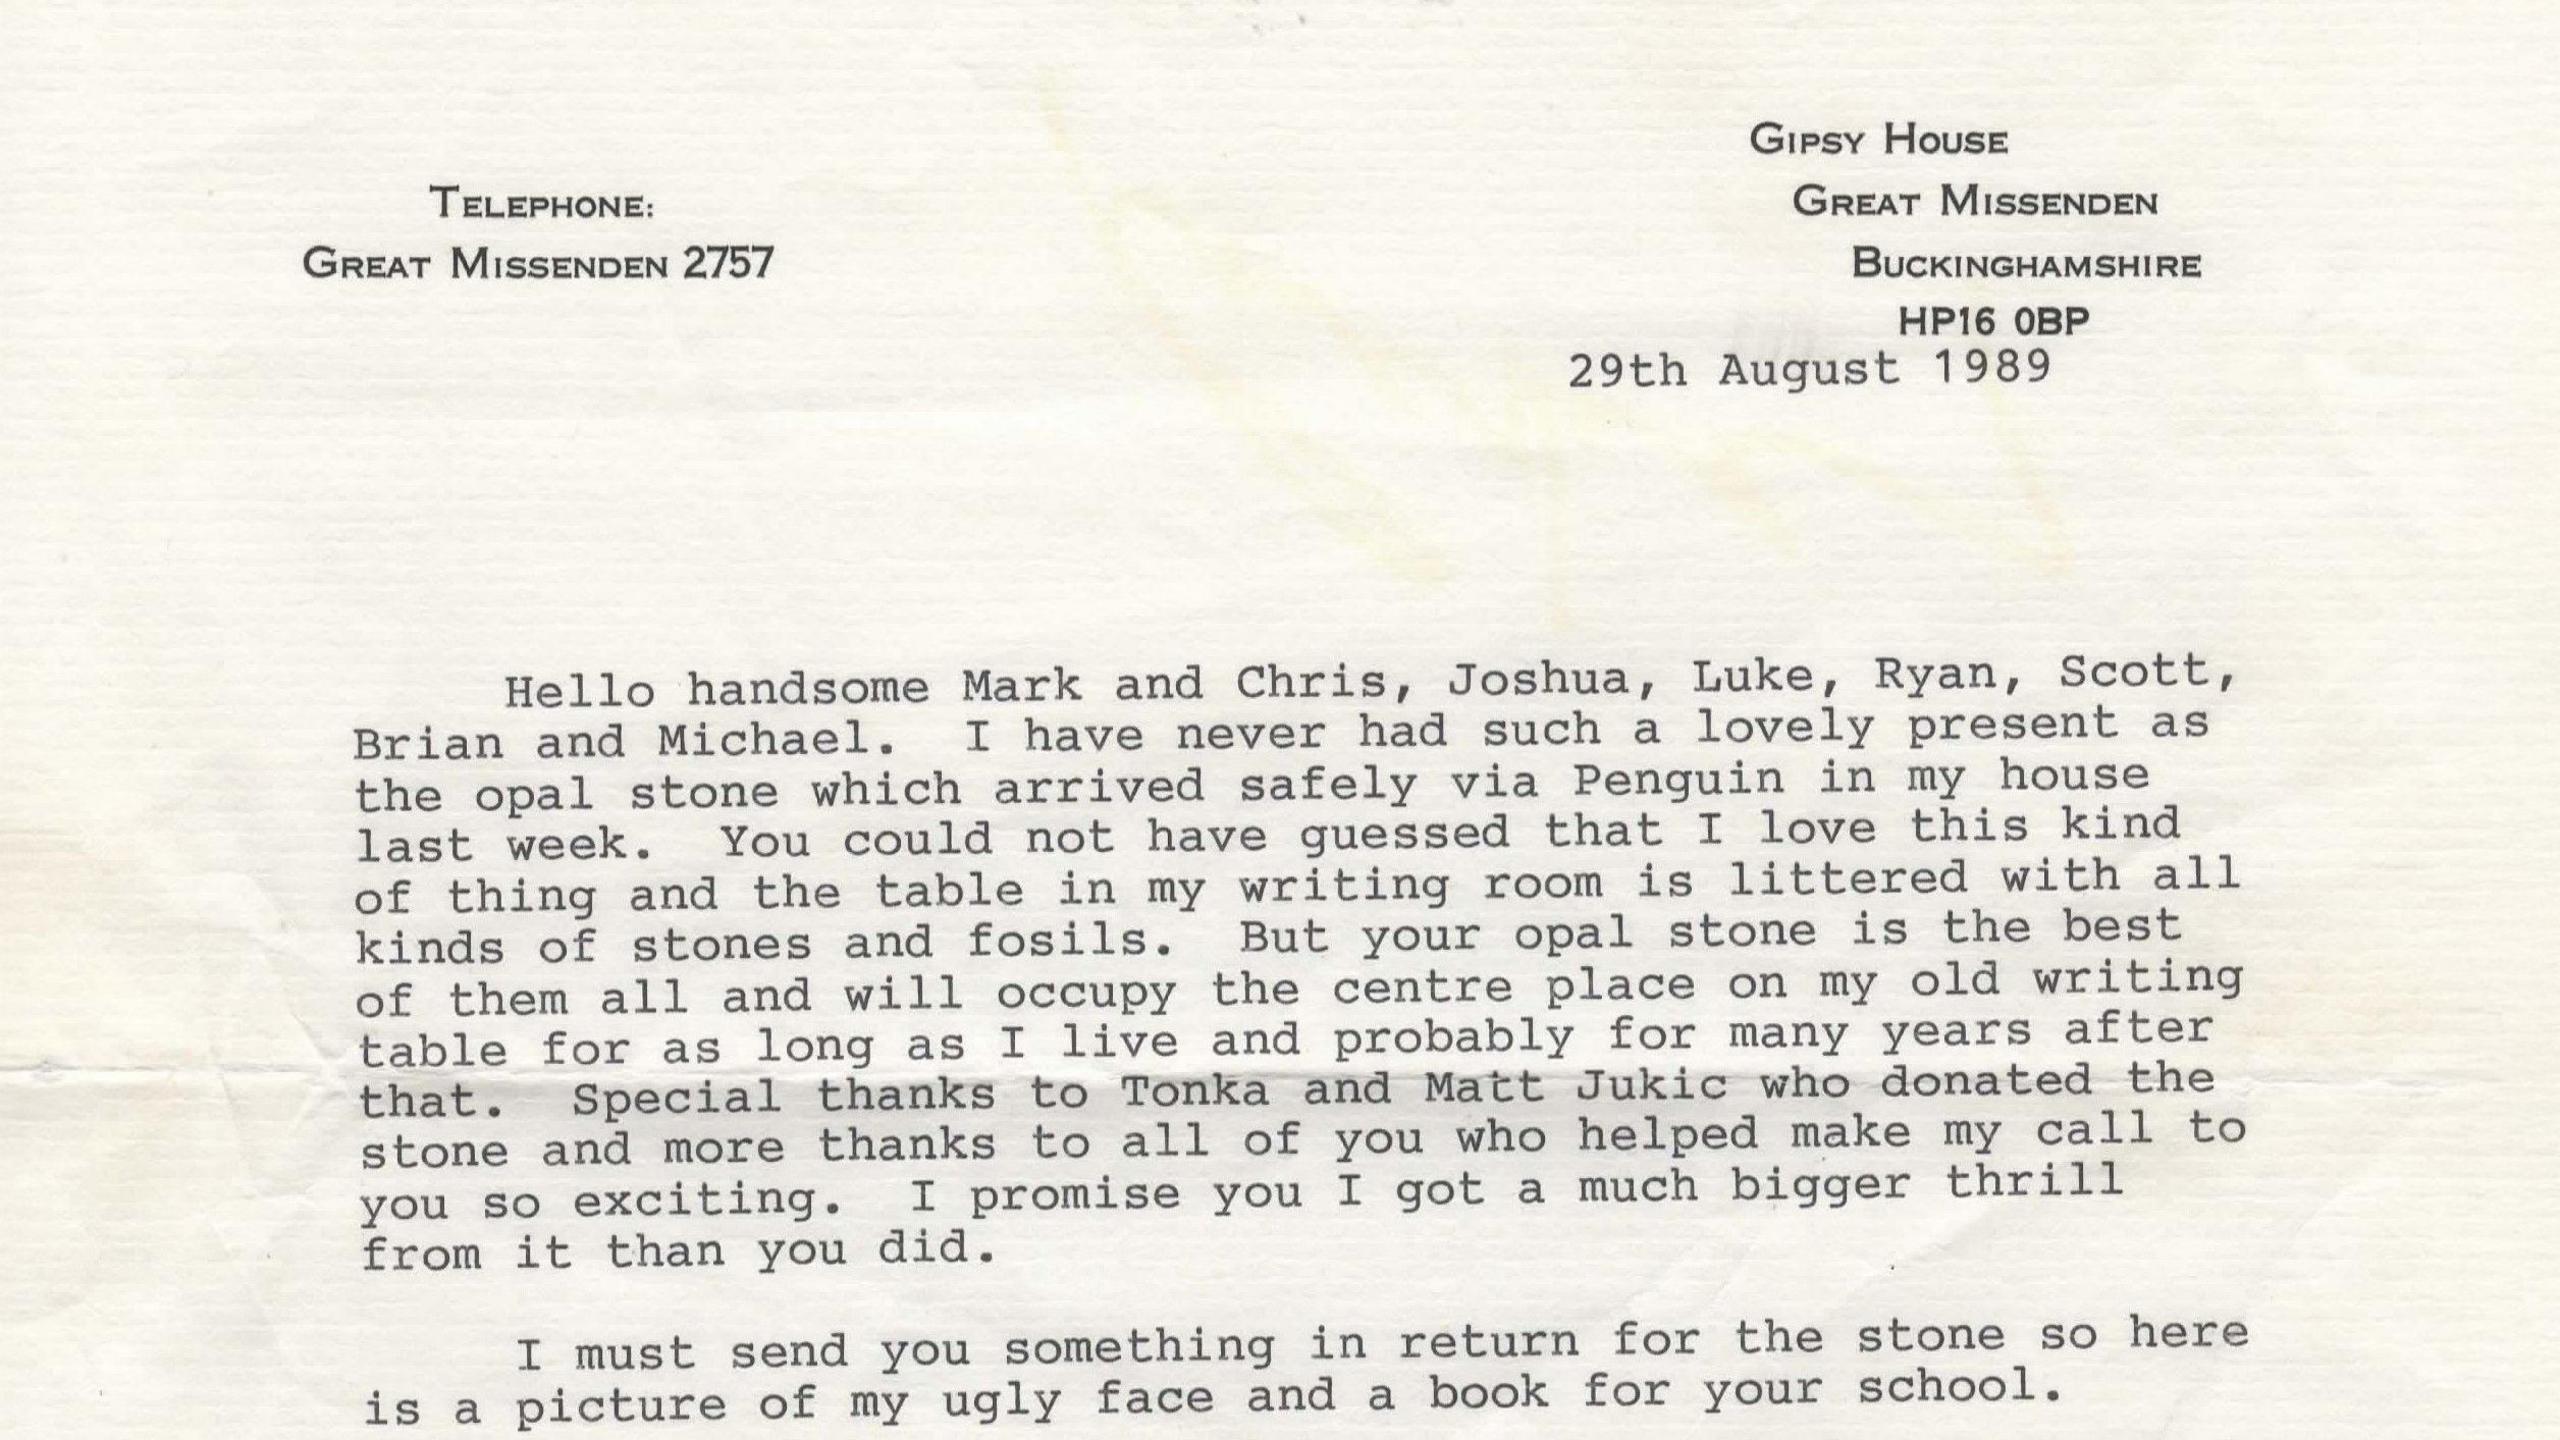 Gipsy House
Telephone:
Great Missenden
Great Missenden 2757
Buckinghamshire
HP16 0BP
29th August 1989
Hello handsome Mark and Chris, Joshua, Luke, Ryan, Scott,
Brian and Michael. I have never had such a lovely present as
the opal stone which arrived safely via Penguin in my house
last week. You could not have guessed that I love this kind
of thing and the table in my writing room is littered with all
kinds of stones and fosils. But your opal stone is the best
of them all and will occupy the centre place on my old writing
table for as long as I live and probably for many years after
that. Special thanks to Tonka and Matt Jukic who donated the
stone and more thanks to all of you who helped make my call to
you so exciting. I promise you I got a much bigger thrill
from it than you did.
I must send you something in return for the stone so here
is a picture of my ugly face and a book for your school.